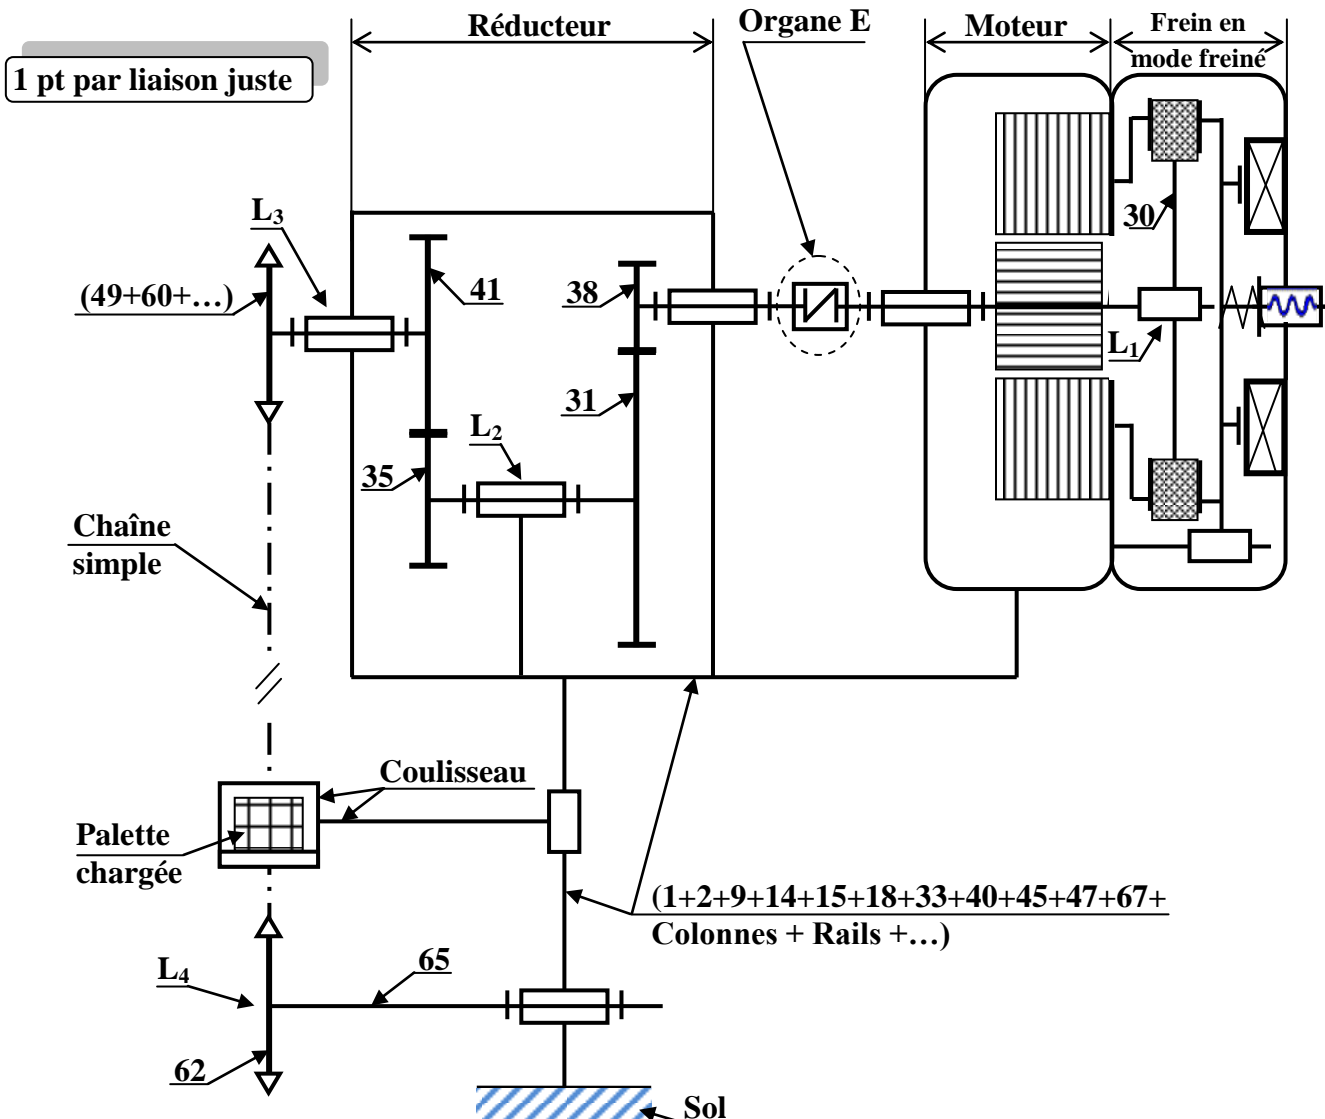 Réducteur
Organe E
Moteur
Frein en
mode freiné
1 pt par liaison juste
L3
30
(49+60+…)
41
38
L1
31
L2
35
Chaîne
simple
Coulisseau
Palette
chargée
(1+2+9+14+15+18+33+40+45+47+67+
Colonnes + Rails +…)
65
L4
62
Sol